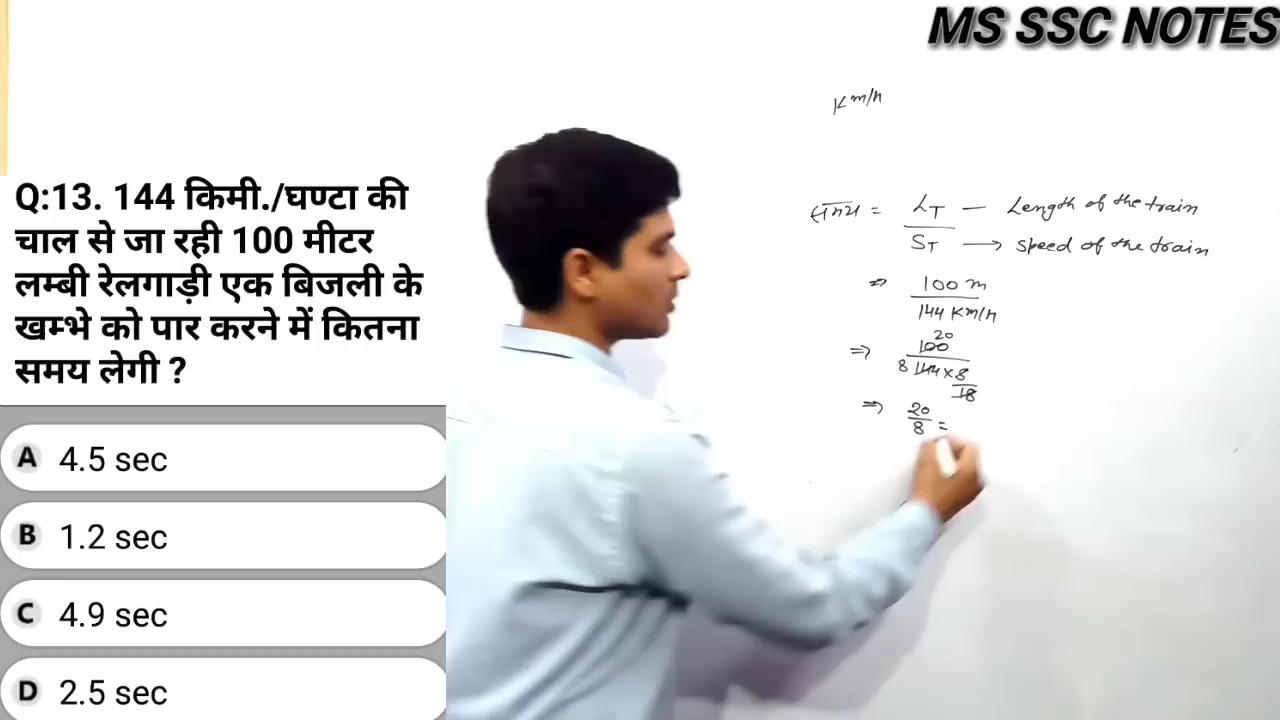 MS SSC NOTES
Q:13. 144 किमी./घण्टा की
चाल से जा रही 100 मीटर
लम्बी रेलगाड़ी एक बिजली के
खम्भे को पार करने में कितना
समय लेगी ?
A 4.5 sec
B 1.2 sec
C 4.9 sec
D 2.5 sec
Km/h
समय = LT — Length of the train
ST → speed of the train
⇒ 100 m
144 Km/h
20
⇒ 100
8 144 × 5
18
⇒ 20
8 =